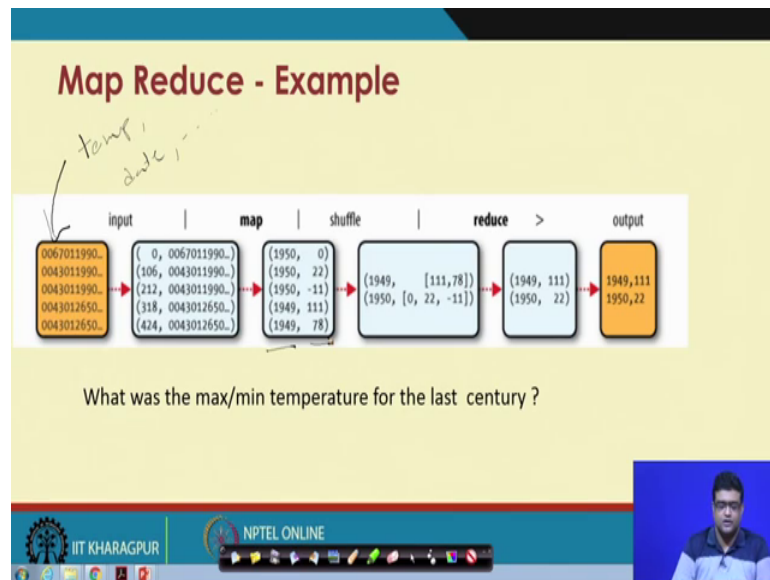 Map Reduce - Example
temp,
date, ....
input | map | shuffle | reduce > output
0067011990...
0043011990...
0043011990...
0043012650...
0043012650...
( 0, 0067011990...)
(106, 0043011990...)
(212, 0043011990...)
(318, 0043012650...)
(424, 0043012650...)
(1950, 0)
(1950, 22)
(1950, -11)
(1949, 111)
(1949, 78)
(1949, [111,78])
(1950, [0, 22, -11])
(1949, 111)
(1950, 22)
1949,111
1950,22
What was the max/min temperature for the last century ?
IIT KHARAGPUR
NPTEL ONLINE